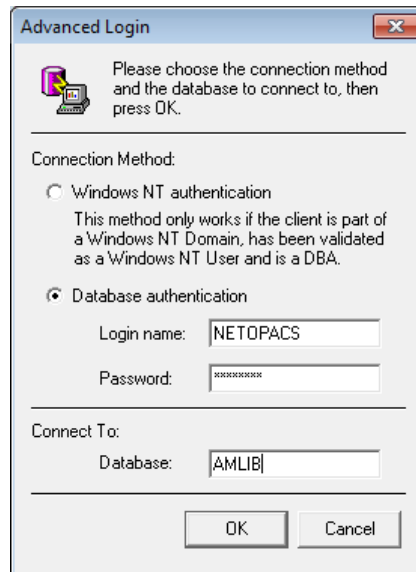 Advanced Login
Please choose the connection method
and the database to connect to, then
press OK.
Connection Method:
Windows NT authentication
This method only works if the client is part of
a Windows NT Domain, has been validated
as a Windows NT User and is a DBA.
Database authentication
Login name: NETOPACS
Password: ********
Connect To:
Database: AMLIB
OK Cancel